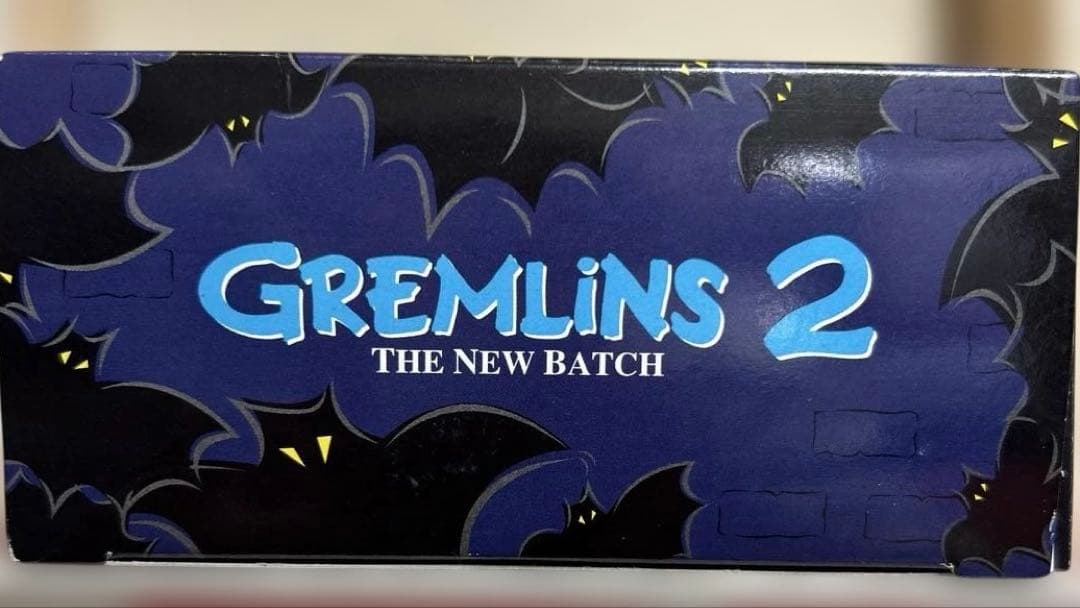 GREMLiNS 2
THE NEW BATCH